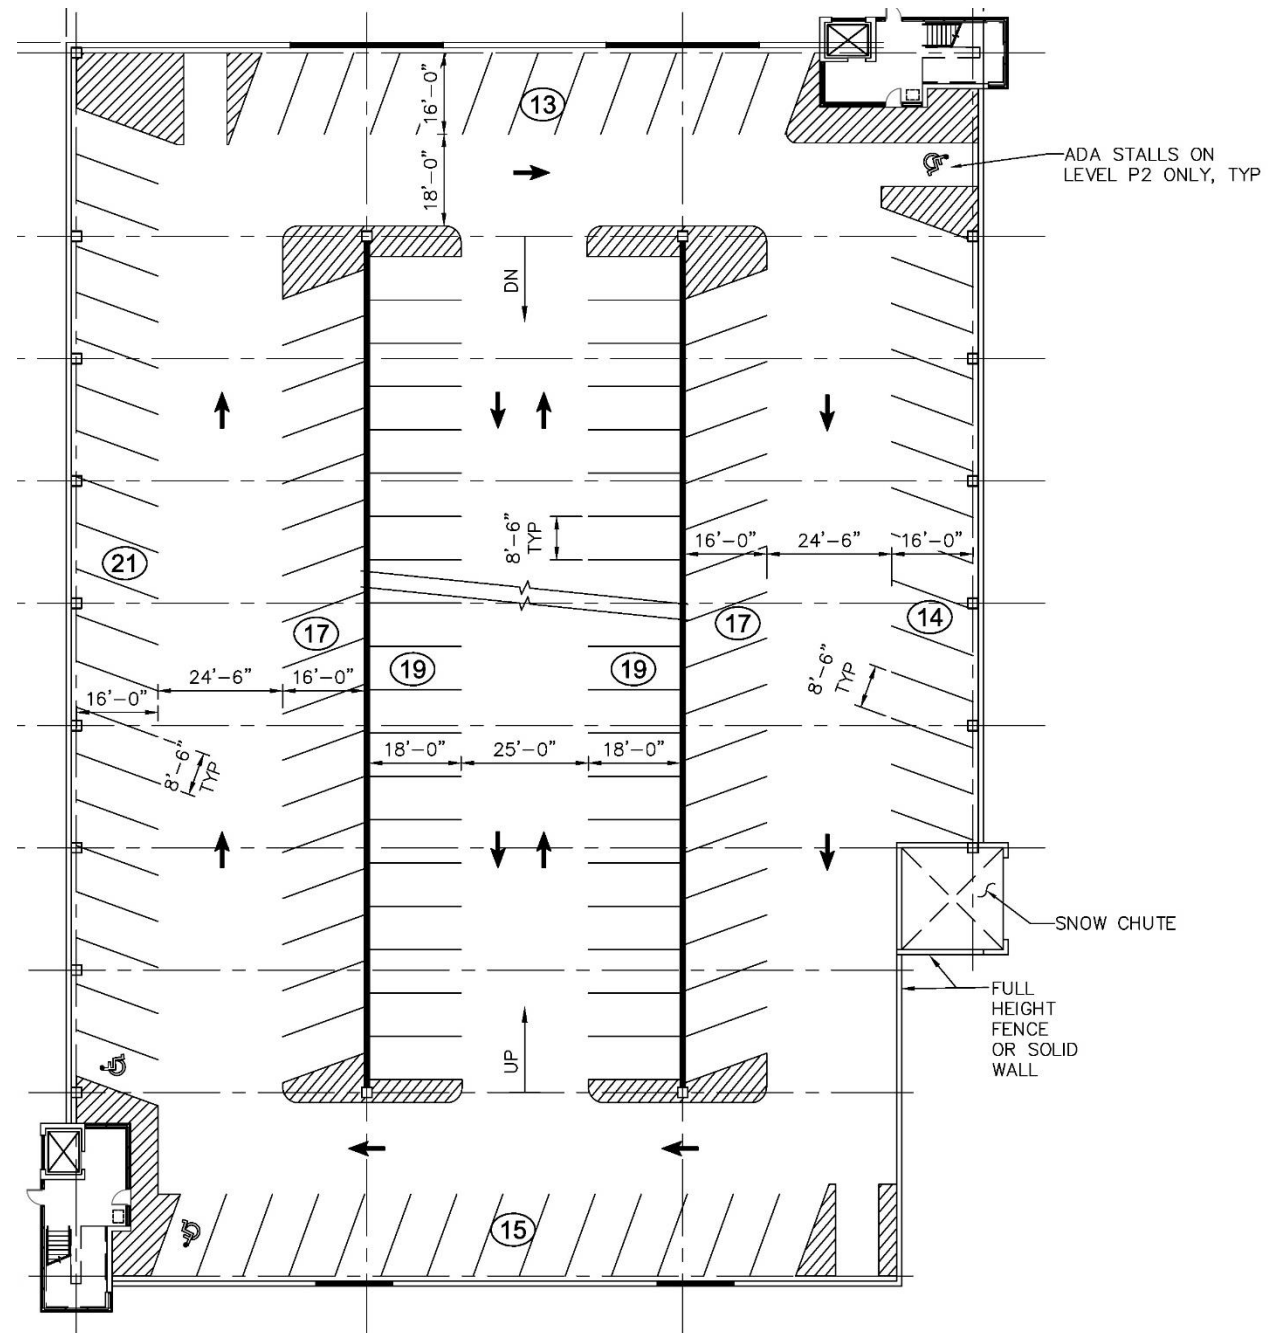 16'-0"
13
ADA STALLS ON
LEVEL P2 ONLY, TYP
18'-0"
DN
8'-6"
TYP
16'-0"
24'-6"
16'-0"
21
17
17
14
19
19
24'-6"
16'-0"
8'-6"
TYP
16'-0"
18'-0"
25'-0"
18'-0"
8'-6"
TYP
SNOW CHUTE
FULL
HEIGHT
FENCE
OR SOLID
WALL
UP
15